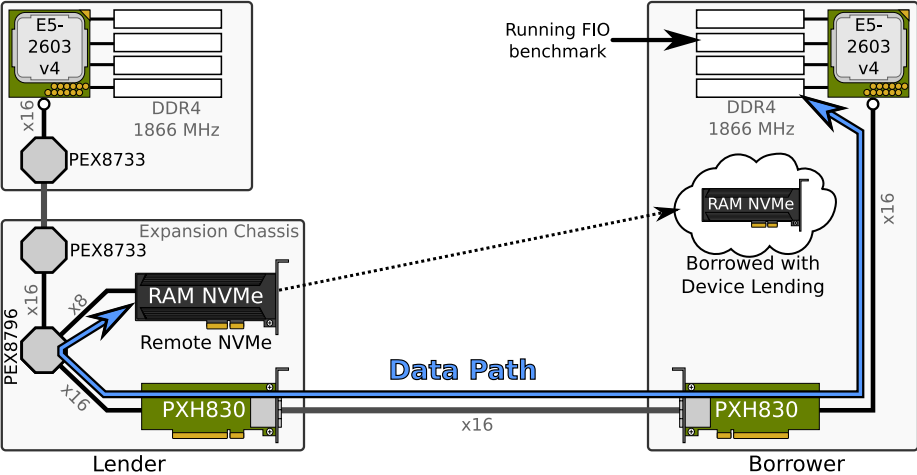 E5-
2603
v4
x16
DDR4
1866 MHz
PEX8733
PEX8733
Expansion Chassis
x16
x8
RAM NVMe
Remote NVMe
PEX8796
x16
PXH830
Lender
Data Path
x16
Running FIO
benchmark
E5-
2603
v4
DDR4
1866 MHz
x16
RAM NVMe
Borrowed with
Device Lending
PXH830
Borrower